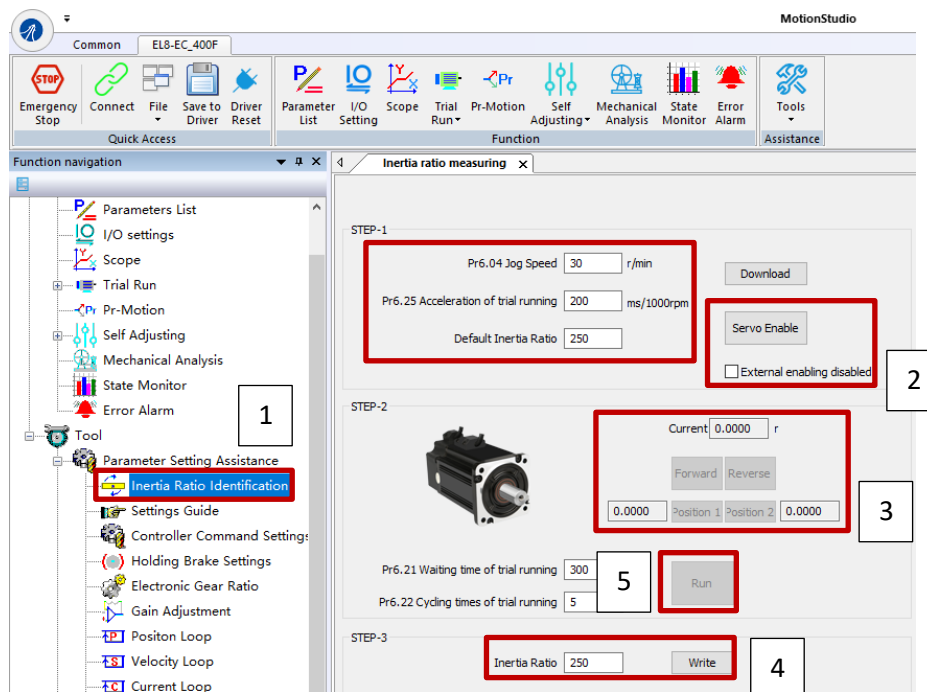 MotionStudio
Common EL8-EC_400F
STOP
Emergency Stop Connect File Save to Driver Driver Reset Parameter List I/O Setting Scope Trial Run Pr-Motion Self Adjusting Mechanical Analysis State Monitor Error Alarm Tools
Quick Access Function Assistance
Function navigation
Inertia ratio measuring x
Parameters List
I/O settings
Scope
Trial Run
Pr-Motion
Self Adjusting
Mechanical Analysis
State Monitor
Error Alarm
1
Tool
Parameter Setting Assistance
Inertia Ratio Identification
Settings Guide
Controller Command Settings
Holding Brake Settings
Electronic Gear Ratio
Gain Adjustment
Positon Loop
Velocity Loop
Current Loop
STEP-1
Pr6.04 Jog Speed 30 r/min
Download
Pr6.25 Acceleration of trial running 200 ms/1000rpm
Servo Enable
Default Inertia Ratio 250
External enabling disabled
2
STEP-2
Current 0.0000 r
Forward Reverse
0.0000 Position 1 Position 2 0.0000
3
Pr6.21 Waiting time of trial running 300
5
Run
Pr6.22 Cycling times of trial running 5
STEP-3
Inertia Ratio 250 Write
4